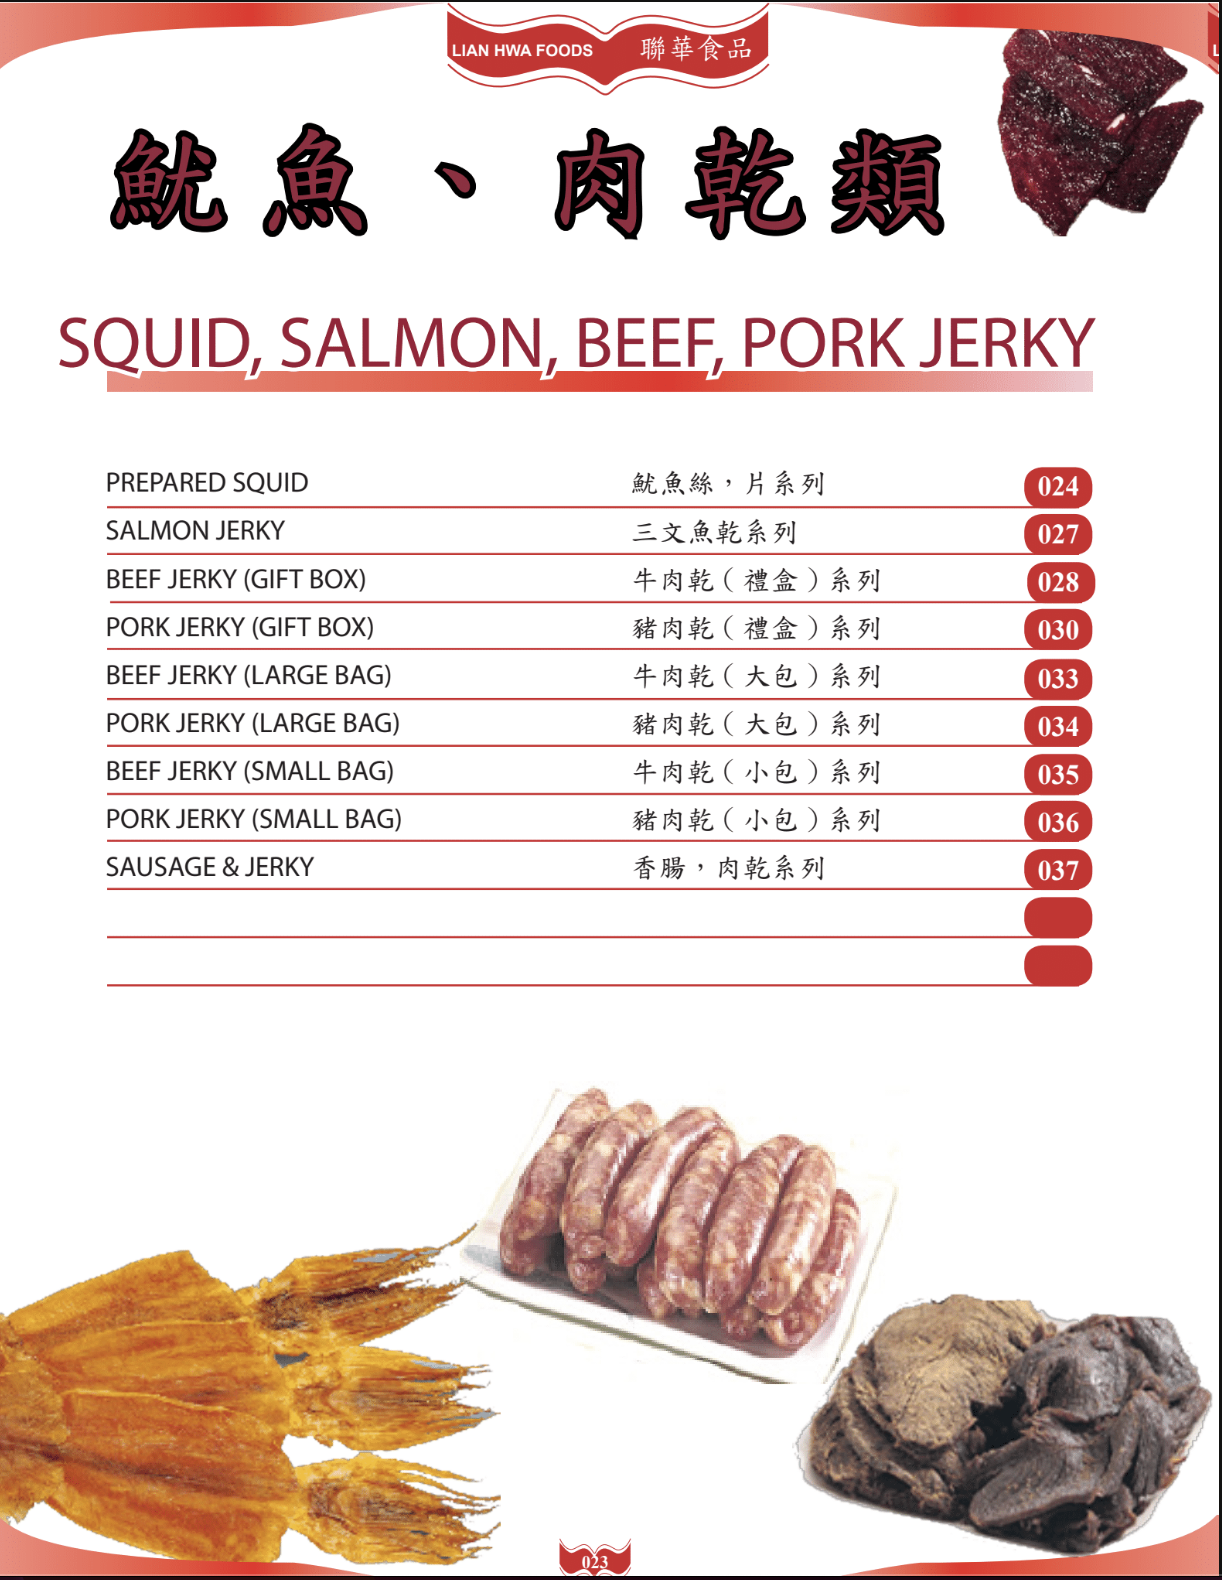 LIAN HWA FOODS 聯華食品
魷魚、肉乾類
SQUID, SALMON, BEEF, PORK JERKY
PREPARED SQUID 魷魚絲，片系列 024
SALMON JERKY 三文魚乾系列 027
BEEF JERKY (GIFT BOX) 牛肉乾（禮盒）系列 028
PORK JERKY (GIFT BOX) 豬肉乾（禮盒）系列 030
BEEF JERKY (LARGE BAG) 牛肉乾（大包）系列 033
PORK JERKY (LARGE BAG) 豬肉乾（大包）系列 034
BEEF JERKY (SMALL BAG) 牛肉乾（小包）系列 035
PORK JERKY (SMALL BAG) 豬肉乾（小包）系列 036
SAUSAGE & JERKY 香腸，肉乾系列 037
023